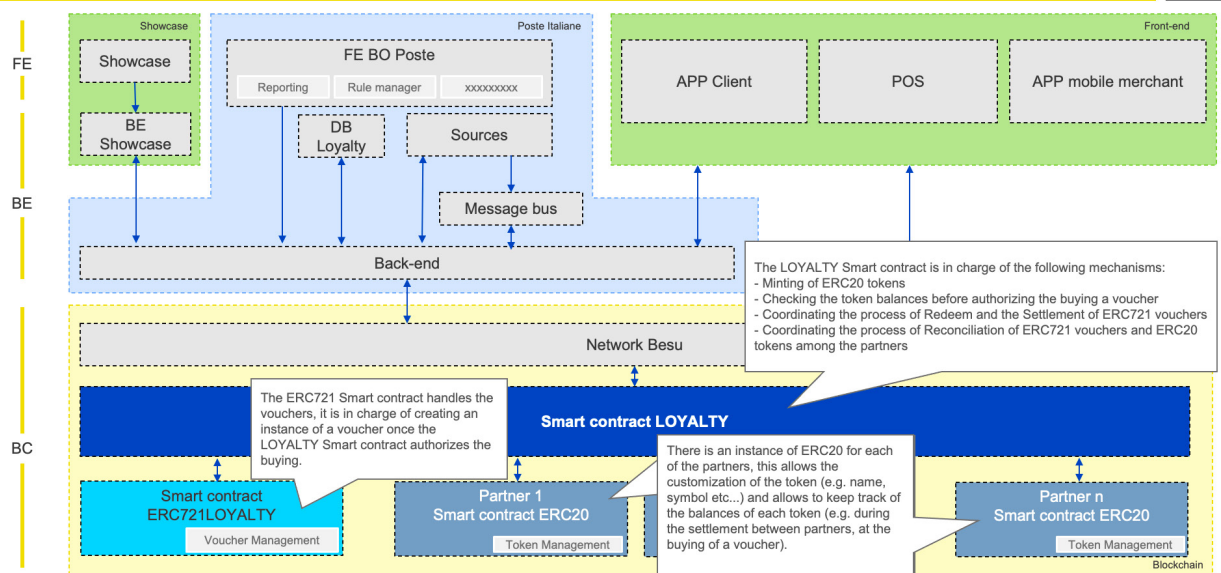 Showcase
Poste Italiane
Front-end
FE
Showcase
FE BO Poste
Reporting
Rule manager
xxxxxxxxx
APP Client
POS
APP mobile merchant
BE
Showcase
DB
Loyalty
Sources
BE
Message bus
Back-end
The LOYALTY Smart contract is in charge of the following mechanisms:
- Minting of ERC20 tokens
- Checking the token balances before authorizing the buying a voucher
- Coordinating the process of Redeem and the Settlement of ERC721 vouchers
- Coordinating the process of Reconciliation of ERC721 vouchers and ERC20
tokens among the partners
Network Besu
The ERC721 Smart contract handles the
vouchers, it is in charge of creating an
instance of a voucher once the
LOYALTY Smart contract authorizes the
buying.
Smart contract LOYALTY
BC
There is an instance of ERC20 for each
of the partners, this allows the
customization of the token (e.g. name,
symbol etc...) and allows to keep track of
the balances of each token (e.g. during
the settlement between partners, at the
buying of a voucher).
Smart contract
ERC721LOYALTY
Voucher Management
Partner 1
Smart contract ERC20
Token Management
Partner n
Smart contract ERC20
Token Management
Blockchain